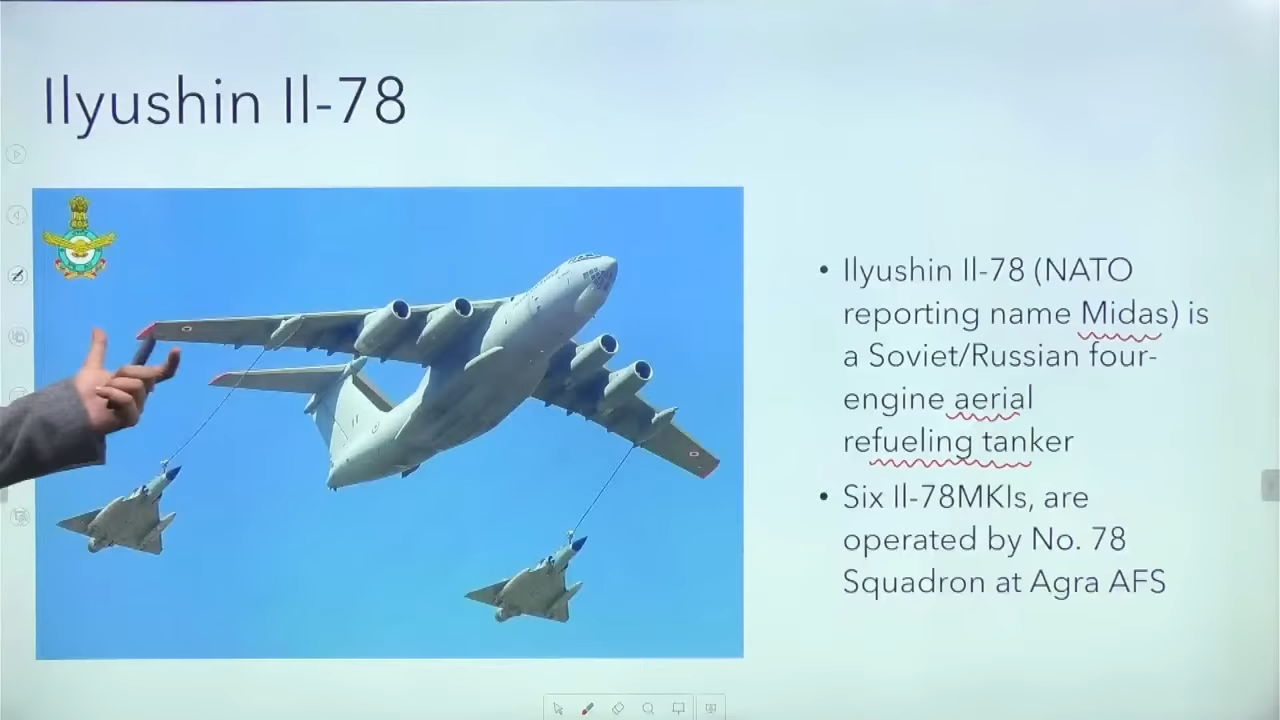 Ilyushin Il-78
• Ilyushin Il-78 (NATO
reporting name Midas) is
a Soviet/Russian four-
engine aerial
refueling tanker
• Six Il-78MKIs, are
operated by No. 78
Squadron at Agra AFS